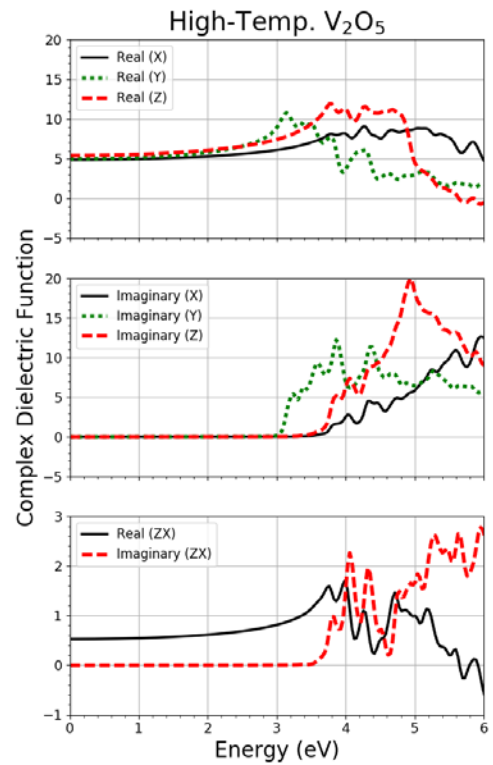 High-Temp. V₂O₅
20
15
10
5
0
−5
Real (X)
Real (Y)
Real (Z)
20
15
10
5
0
−5
Imaginary (X)
Imaginary (Y)
Imaginary (Z)
Complex Dielectric Function
3
2
1
0
−1
Real (ZX)
Imaginary (ZX)
0 1 2 3 4 5 6
Energy (eV)